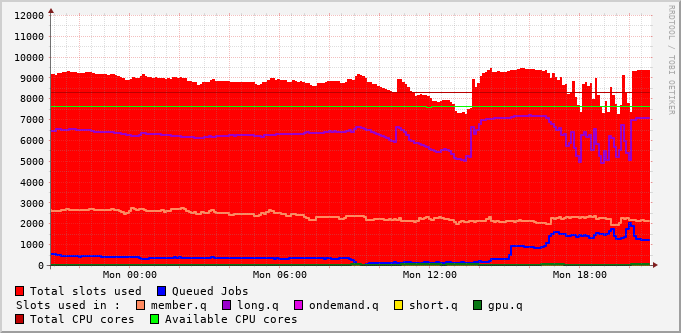 12000
11000
10000
9000
8000
7000
6000
5000
4000
3000
2000
1000
0
Mon 00:00 Mon 06:00 Mon 12:00 Mon 18:00
RRDTOOL / TOBI OETIKER
Total slots used Queued Jobs
Slots used in : member.q long.q ondemand.q short.q gpu.q
Total CPU cores Available CPU cores